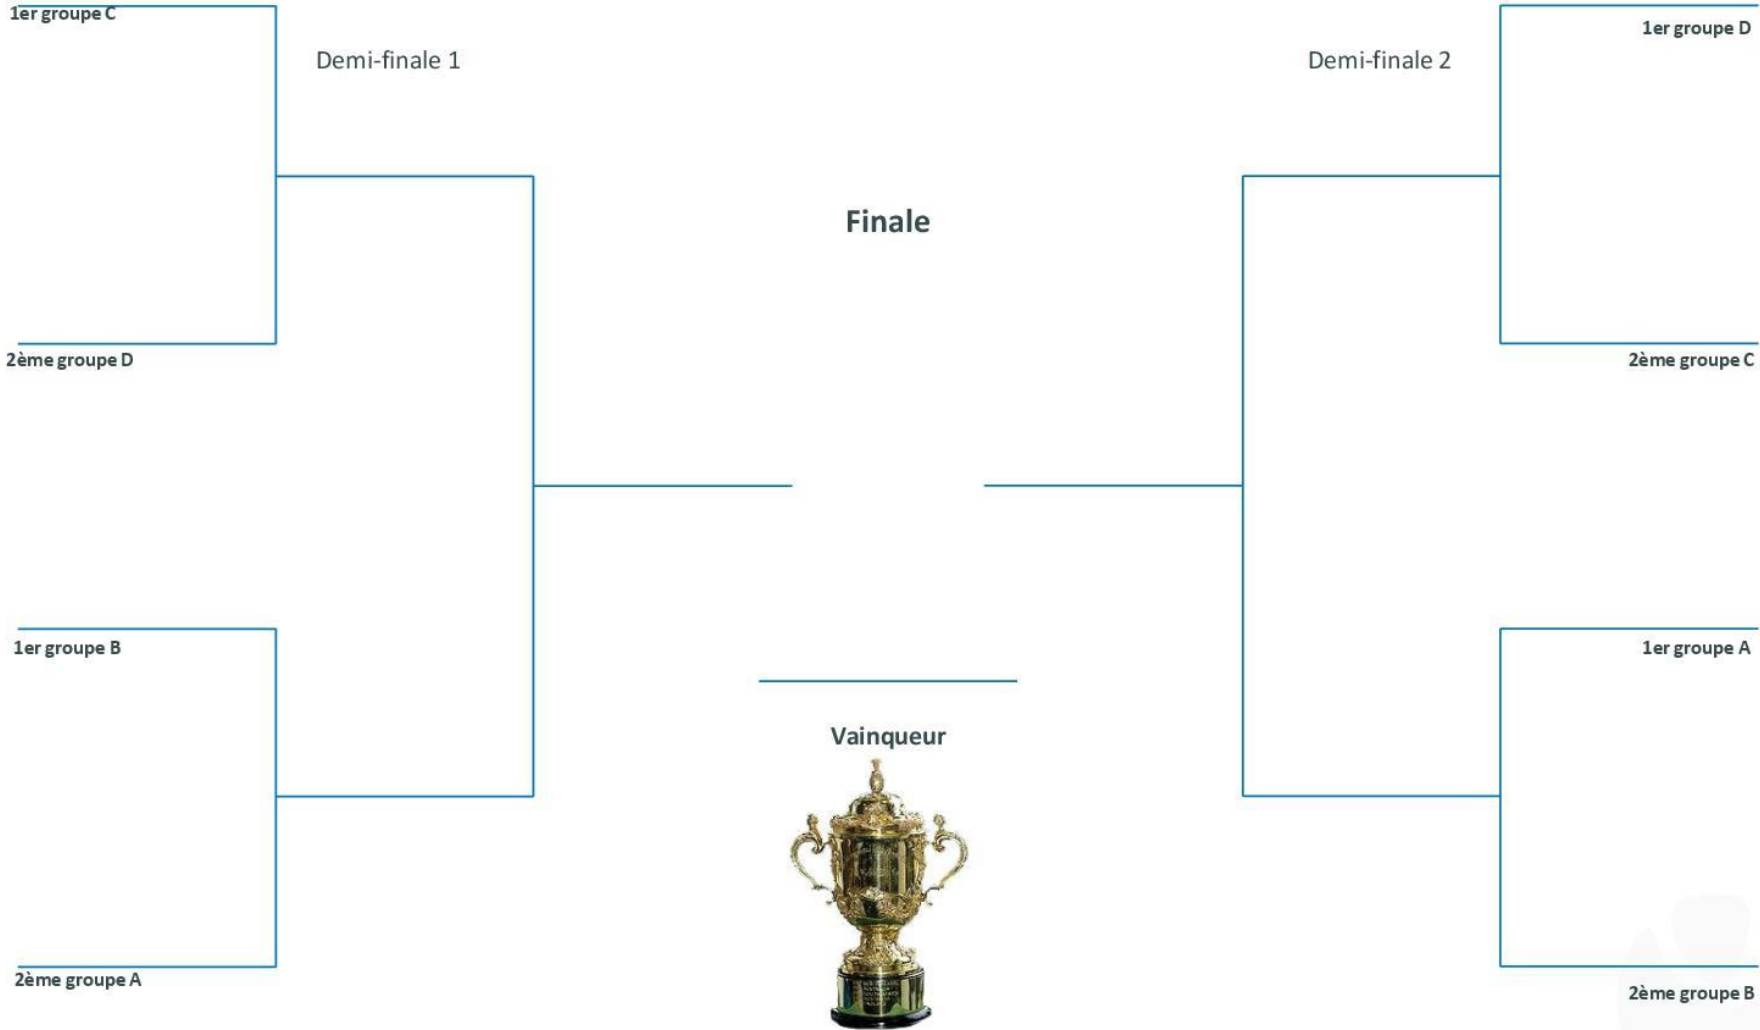 1er groupe C
1er groupe D
Demi-finale 1
Demi-finale 2
Finale
2ème groupe D
2ème groupe C
1er groupe B
1er groupe A
Vainqueur
2ème groupe A
2ème groupe B